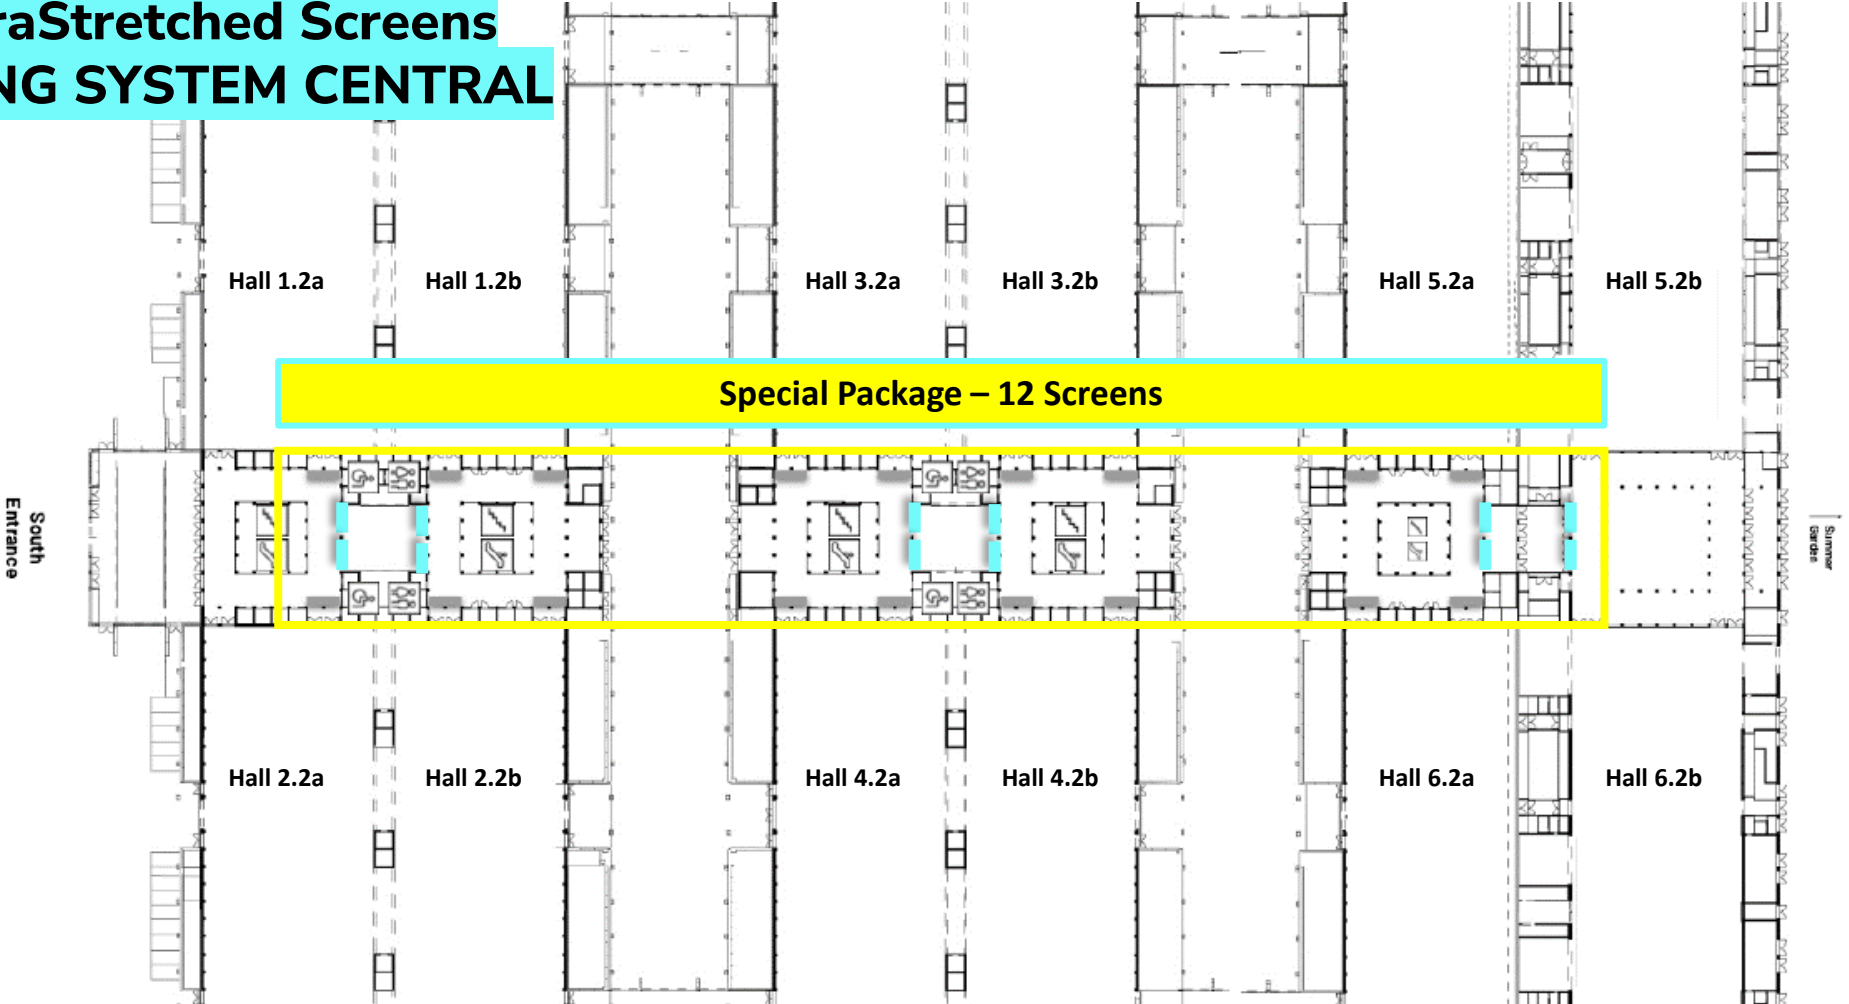 raStretched Screens
NG SYSTEM CENTRAL
Hall 1.2a
Hall 1.2b
Hall 3.2a
Hall 3.2b
Hall 5.2a
Hall 5.2b
Special Package – 12 Screens
South
Entrance
Summer
Garden
Hall 2.2a
Hall 2.2b
Hall 4.2a
Hall 4.2b
Hall 6.2a
Hall 6.2b